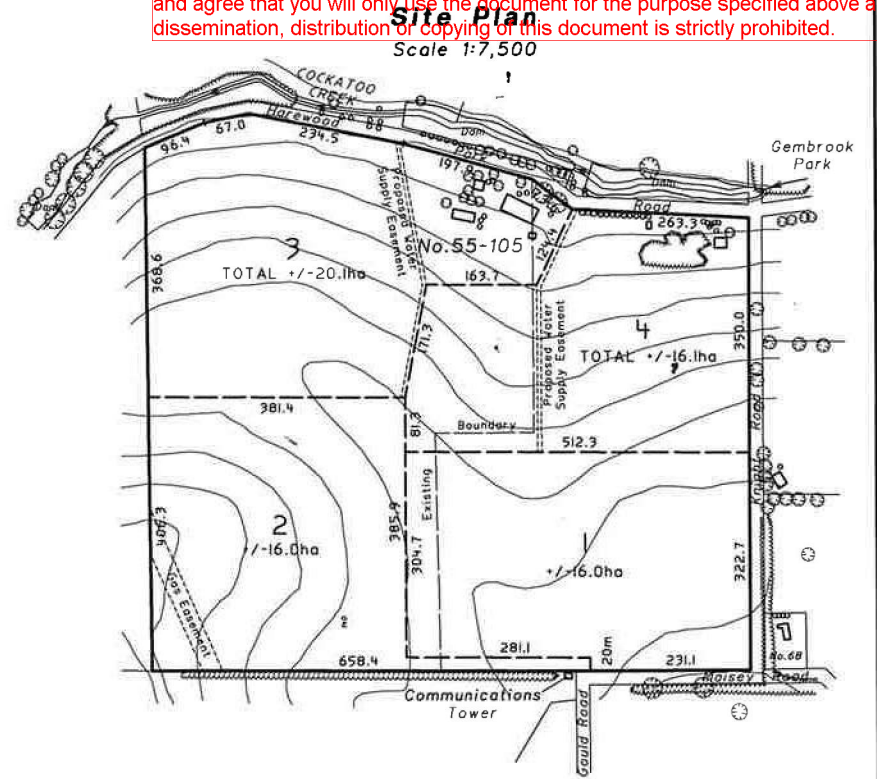 and agree that you will only use the document for the purpose specified above a
dissemination, distribution or copying of this document is strictly prohibited.
Site Plan
Scale 1:7,500
COCKATOO
CREEK
Harewood
Dam
Gembrook
Park
96.4
67.0
234.5
197.
Dam
Road
263.3
Proposed Water
Supply Easement
No.55-105
124.4
3
TOTAL +/-20.1ha
368.6
163.7
171.3
Proposed Water
Supply Easement
4
TOTAL +/-16.1ha
350.0
381.4
81.3
Boundary
512.3
Road
Knights
Existing
406.3
2
+/-16.0ha
385.9
304.7
1
+/-16.0ha
322.7
Gas Easement
281.1
20m
658.4
231.1
No.68
Maisey Road
Communications
Tower
Gauld Road